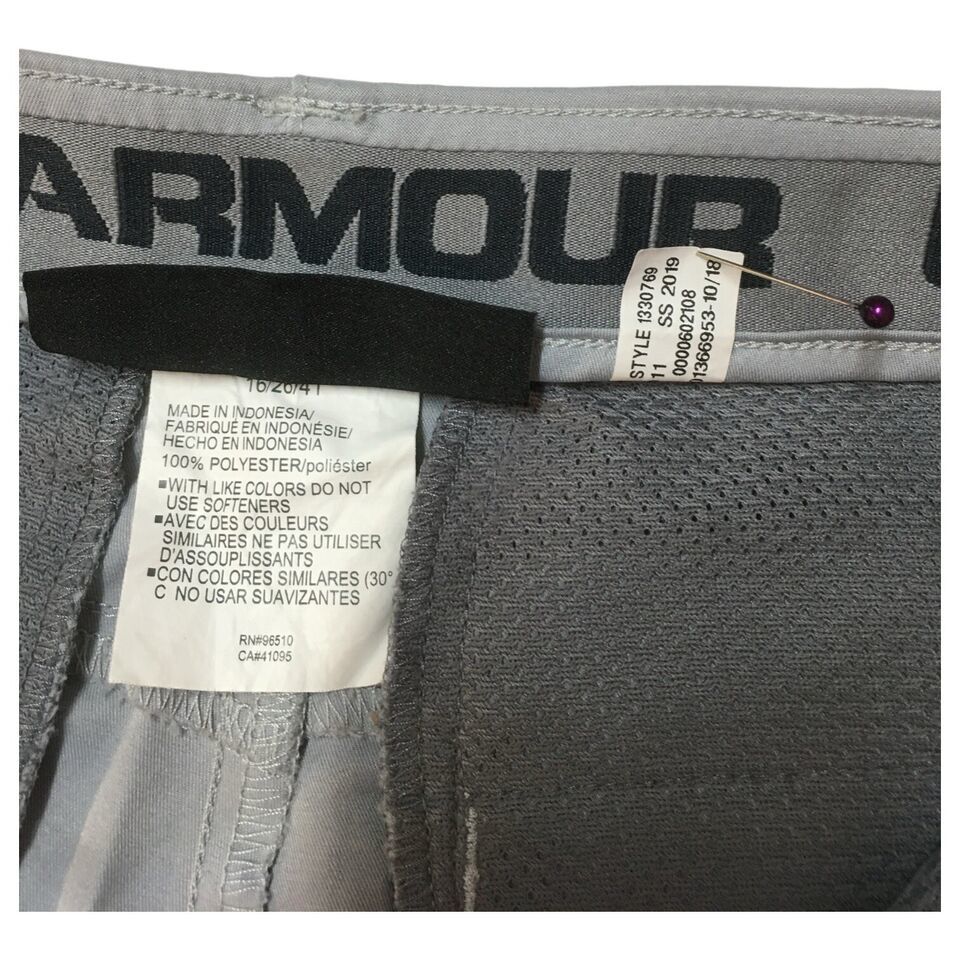 ARMOUR
STYLE 1330769
11 SS 2019
0000602108
01366953-10/18
16/26/41
MADE IN INDONESIA/
FABRIQUÉ EN INDONÉSIE/
HECHO EN INDONESIA
100% POLYESTER/poliéster
▪WITH LIKE COLORS DO NOT
USE SOFTENERS
▪AVEC DES COULEURS
SIMILAIRES NE PAS UTILISER
D'ASSOUPLISSANTS
▪CON COLORES SIMILARES (30°
C NO USAR SUAVIZANTES
RN#96510
CA#41095